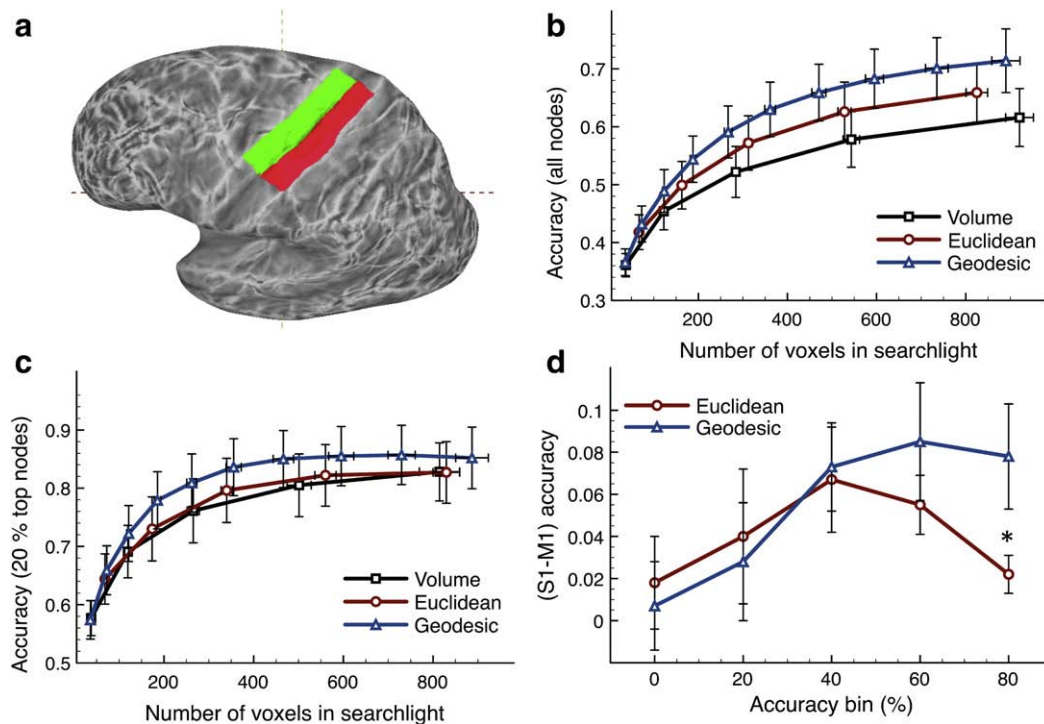 a
b
Accuracy (all nodes)
0.7
0.6
0.5
0.4
0.3
Volume
Euclidean
Geodesic
200
400
600
800
Number of voxels in searchlight
c
Accuracy (20 % top nodes)
0.9
0.8
0.7
0.6
0.5
Volume
Euclidean
Geodesic
200
400
600
800
Number of voxels in searchlight
d
(S1-M1) accuracy
0.1
0.08
0.06
0.04
0.02
0
Euclidean
Geodesic
*
0
20
40
60
80
Accuracy bin (%)